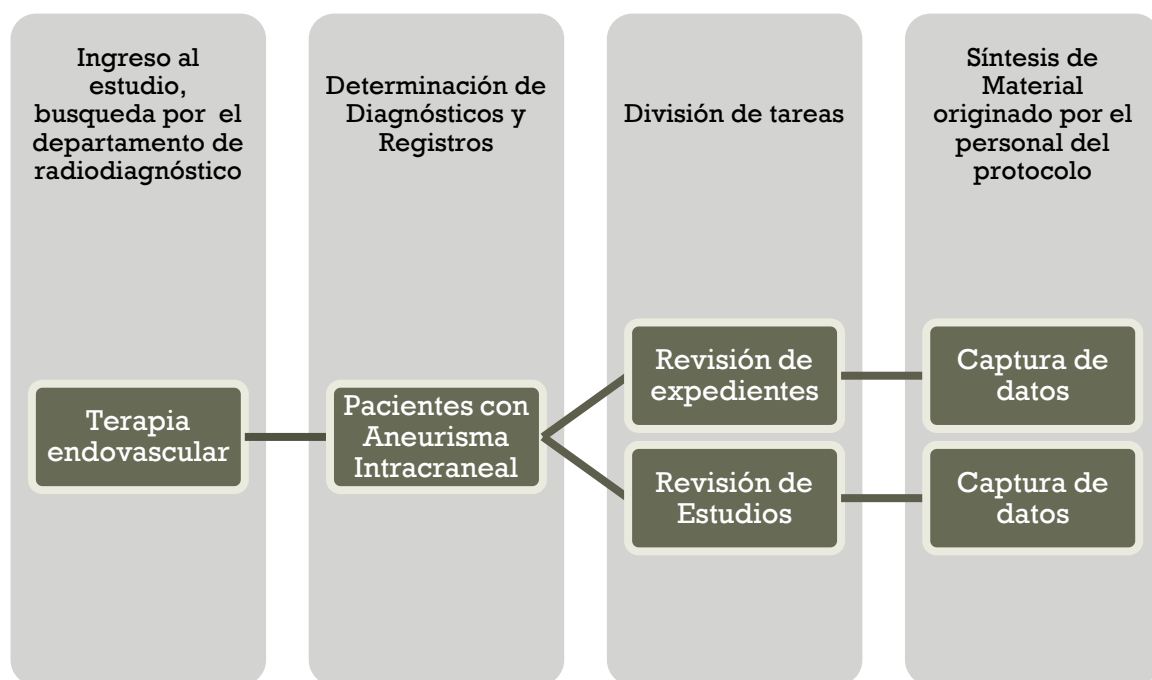 Ingreso al
estudio,
busqueda por el
departamento de
radiodiagnóstico
Determinación de
Diagnósticos y
Registros
División de tareas
Síntesis de
Material
originado por el
personal del
protocolo
Terapia
endovascular
Pacientes con
Aneurisma
Intracraneal
Revisión de
expedientes
Captura de
datos
Revisión de
Estudios
Captura de
datos